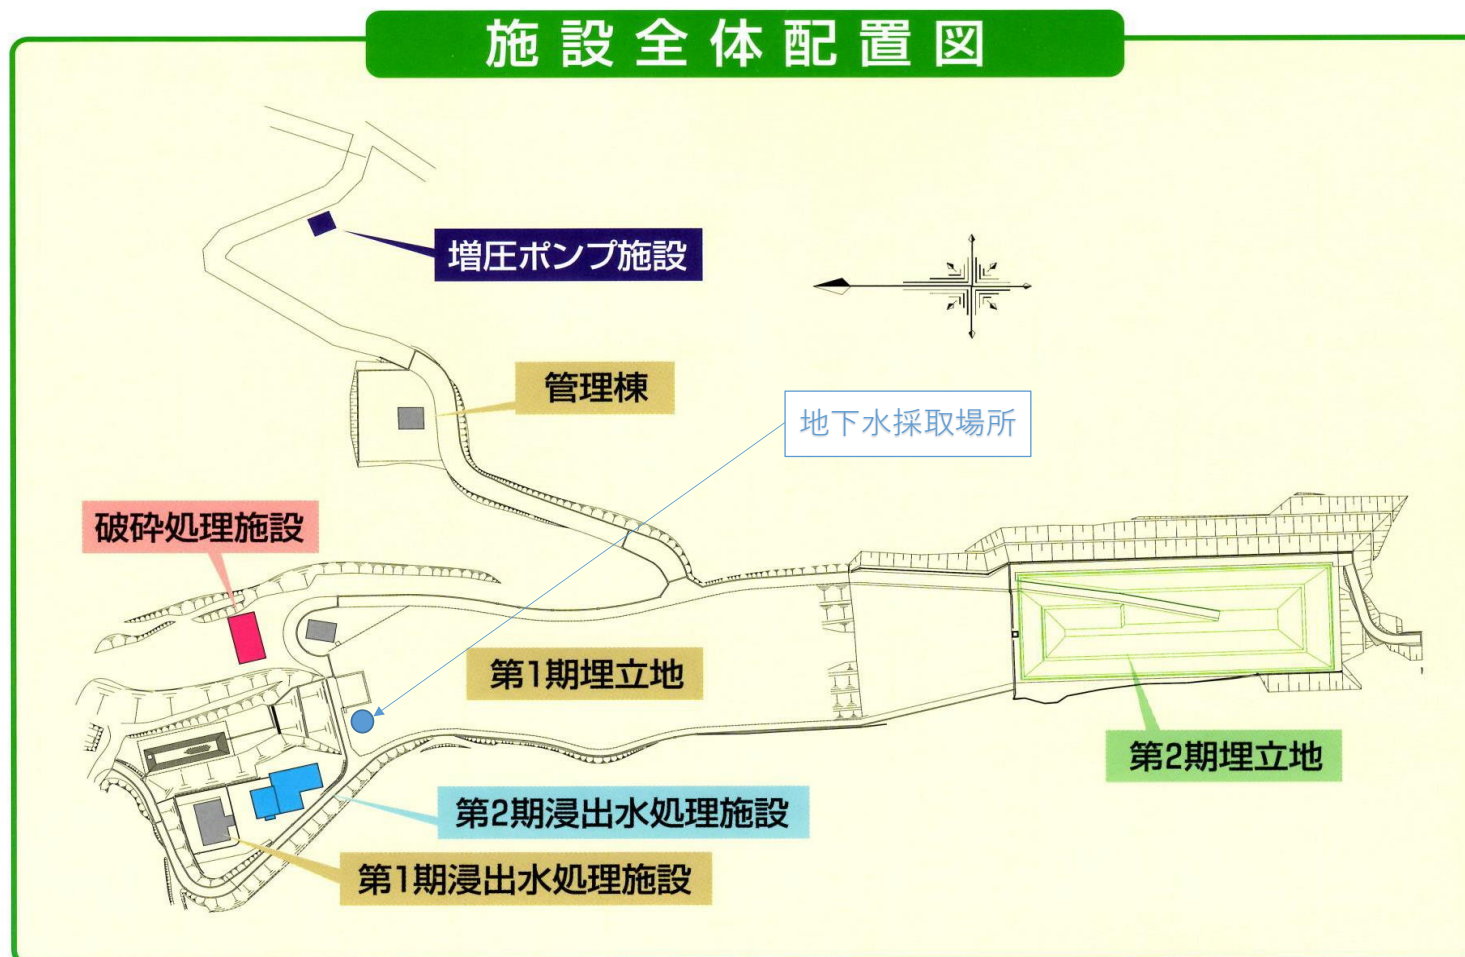 施設全体配置図
増圧ポンプ施設
管理棟
地下水採取場所
破砕処理施設
第1期埋立地
第2期埋立地
第2期浸出水処理施設
第1期浸出水処理施設